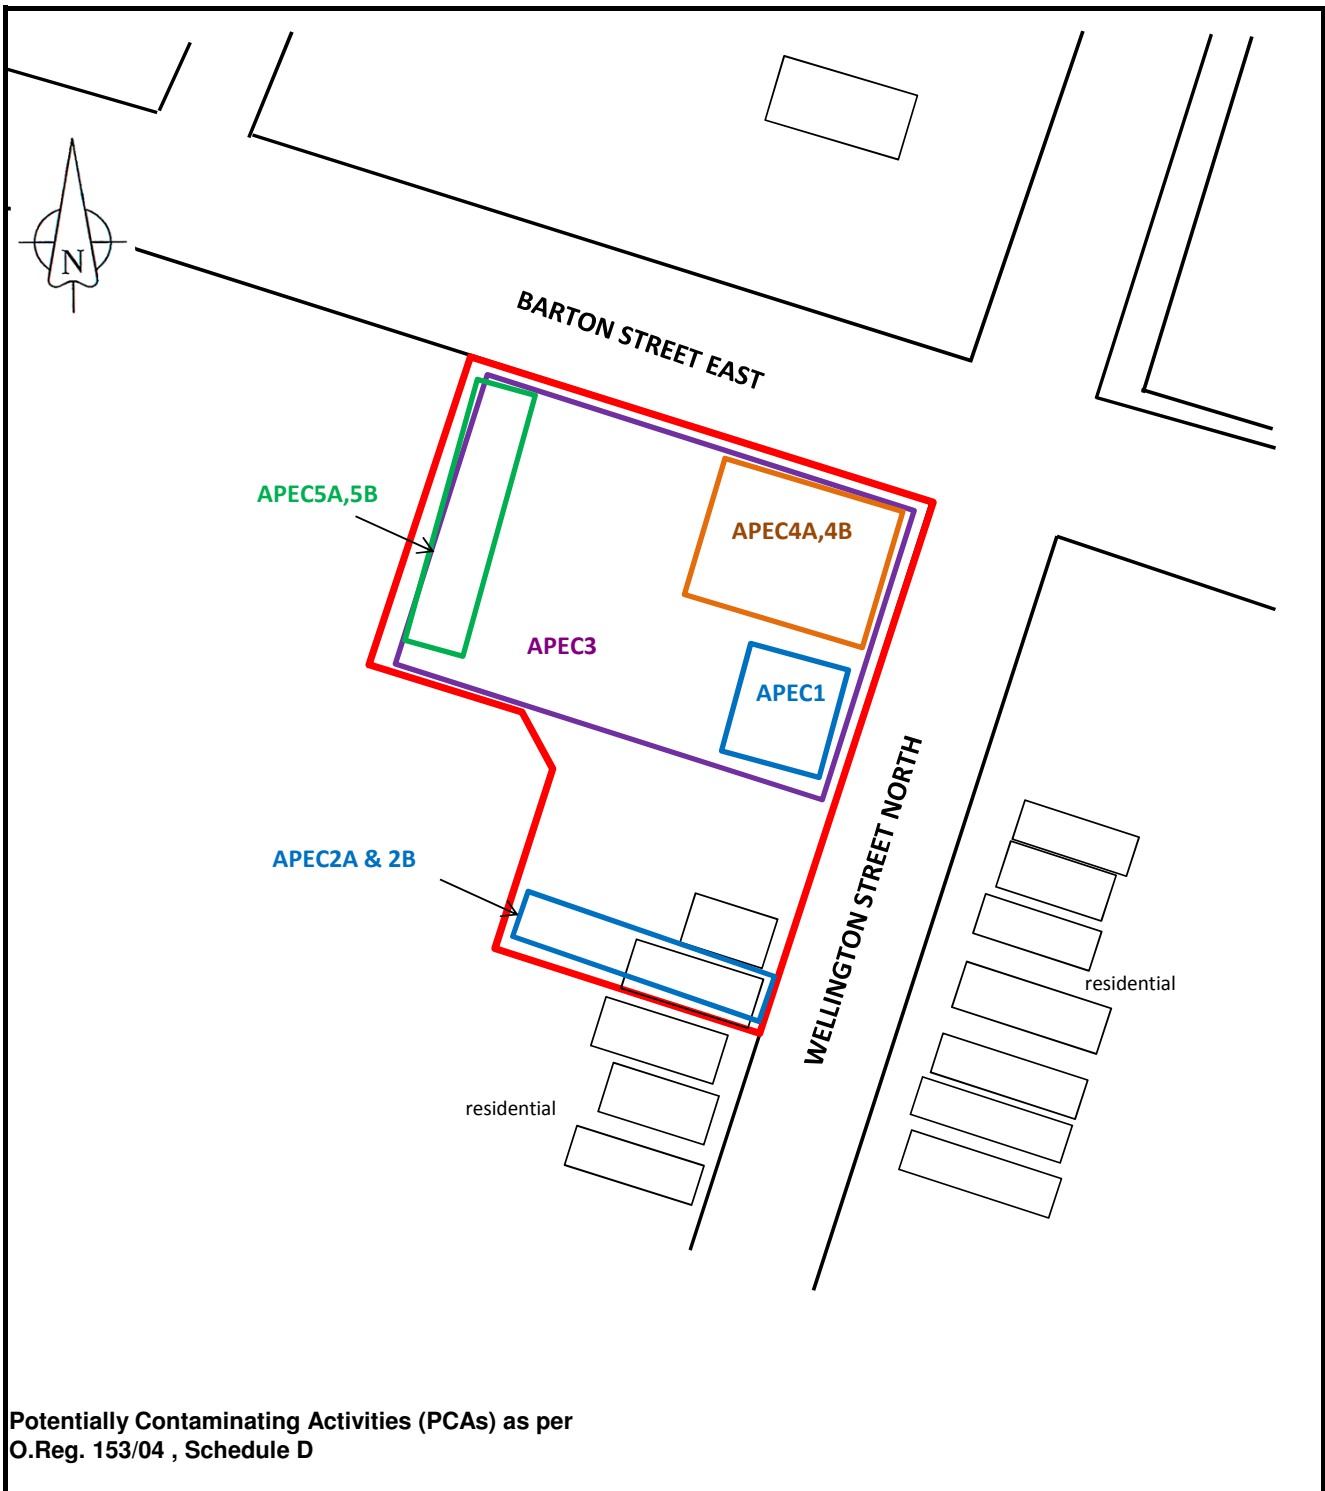 N
BARTON STREET EAST
APEC5A,5B
APEC4A,4B
APEC3
APEC1
WELLINGTON STREET NORTH
APEC2A & 2B
residential
residential
Potentially Contaminating Activities (PCAs) as per
O.Reg. 153/04 , Schedule D